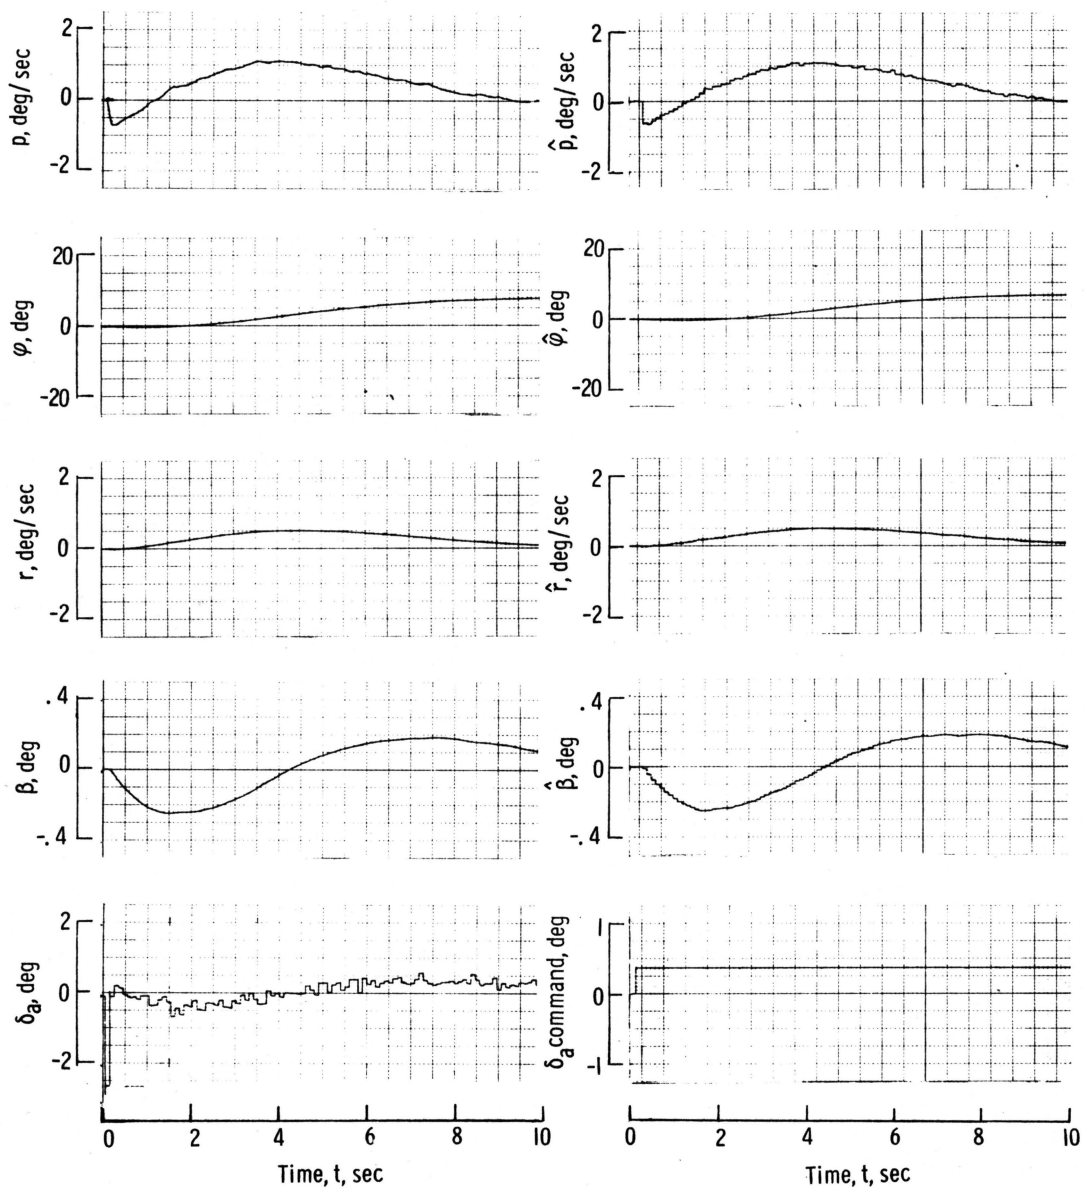 2
0
-2
p, deg/ sec
2
0
-2
p̂, deg/ sec
20
0
-20
φ, deg
20
0
-20
φ̂, deg
2
0
-2
r, deg/ sec
2
0
-2
r̂, deg/ sec
.4
0
-.4
β, deg
.4
0
-.4
β̂, deg
2
0
-2
δa, deg
1
0
-1
δa command, deg
0 2 4 6 8 10
Time, t, sec
0 2 4 6 8 10
Time, t, sec